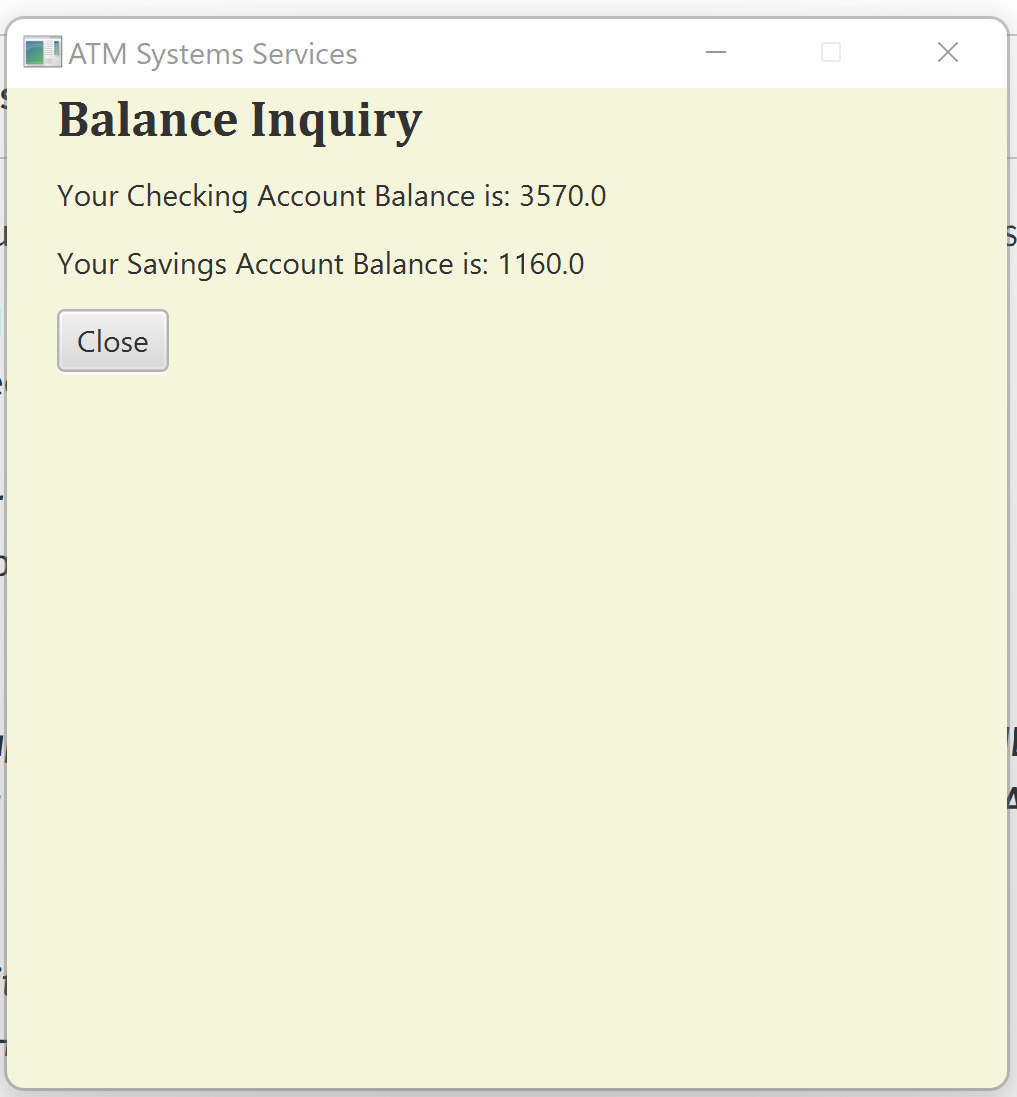 ATM Systems Services
Balance Inquiry
Your Checking Account Balance is: 3570.0
Your Savings Account Balance is: 1160.0
Close